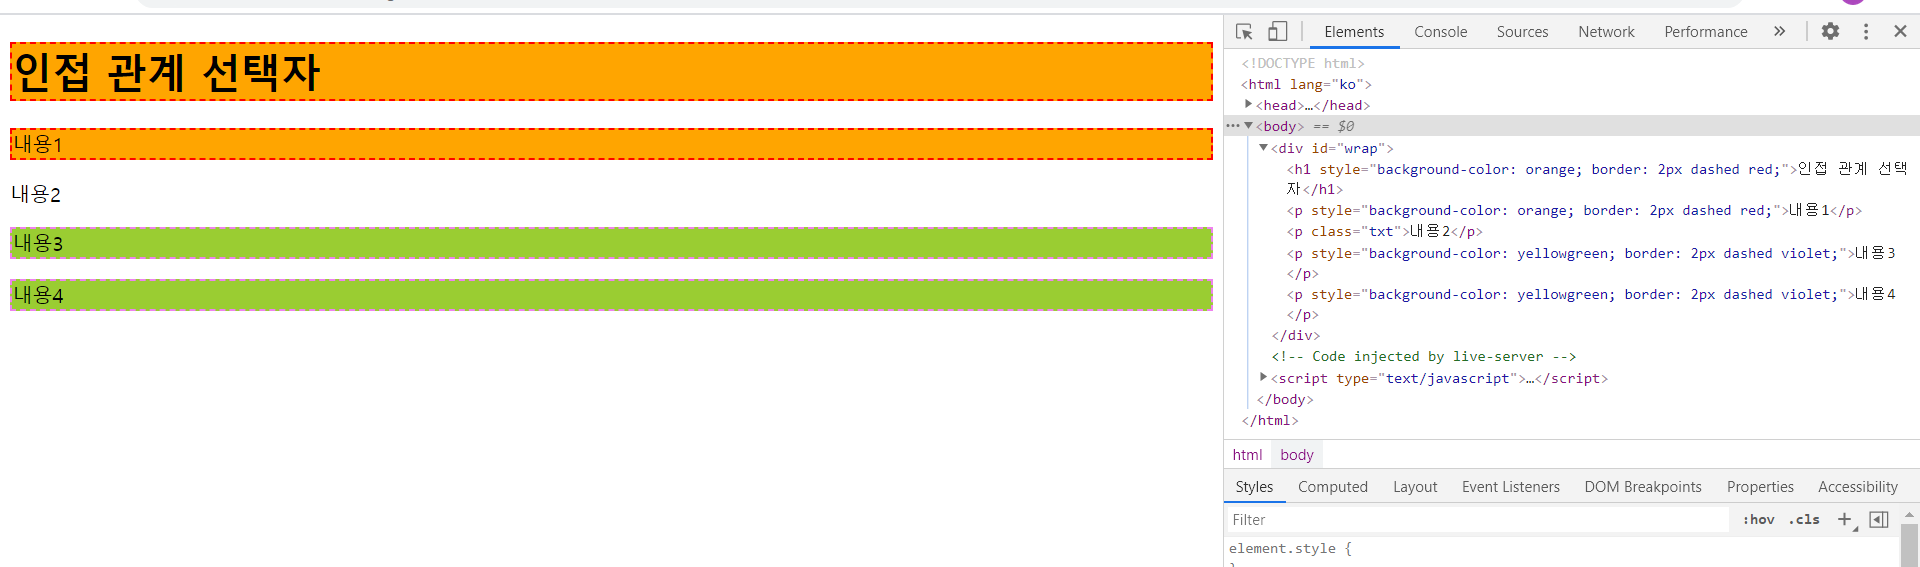 인접 관계 선택자
내용1
내용2
내용3
내용4
Elements Console Sources Network Performance
<!DOCTYPE html>
<html lang="ko">
<head>…</head>
<body> == $0
<div id="wrap">
<h1 style="background-color: orange; border: 2px dashed red;">인접 관계 선택
자</h1>
<p style="background-color: orange; border: 2px dashed red;">내용1</p>
<p class="txt">내용2</p>
<p style="background-color: yellowgreen; border: 2px dashed violet;">내용3
</p>
<p style="background-color: yellowgreen; border: 2px dashed violet;">내용4
</p>
</div>
<!-- Code injected by live-server -->
<script type="text/javascript">…</script>
</body>
</html>
html body
Styles Computed Layout Event Listeners DOM Breakpoints Properties Accessibility
Filter :hov .cls
element.style {